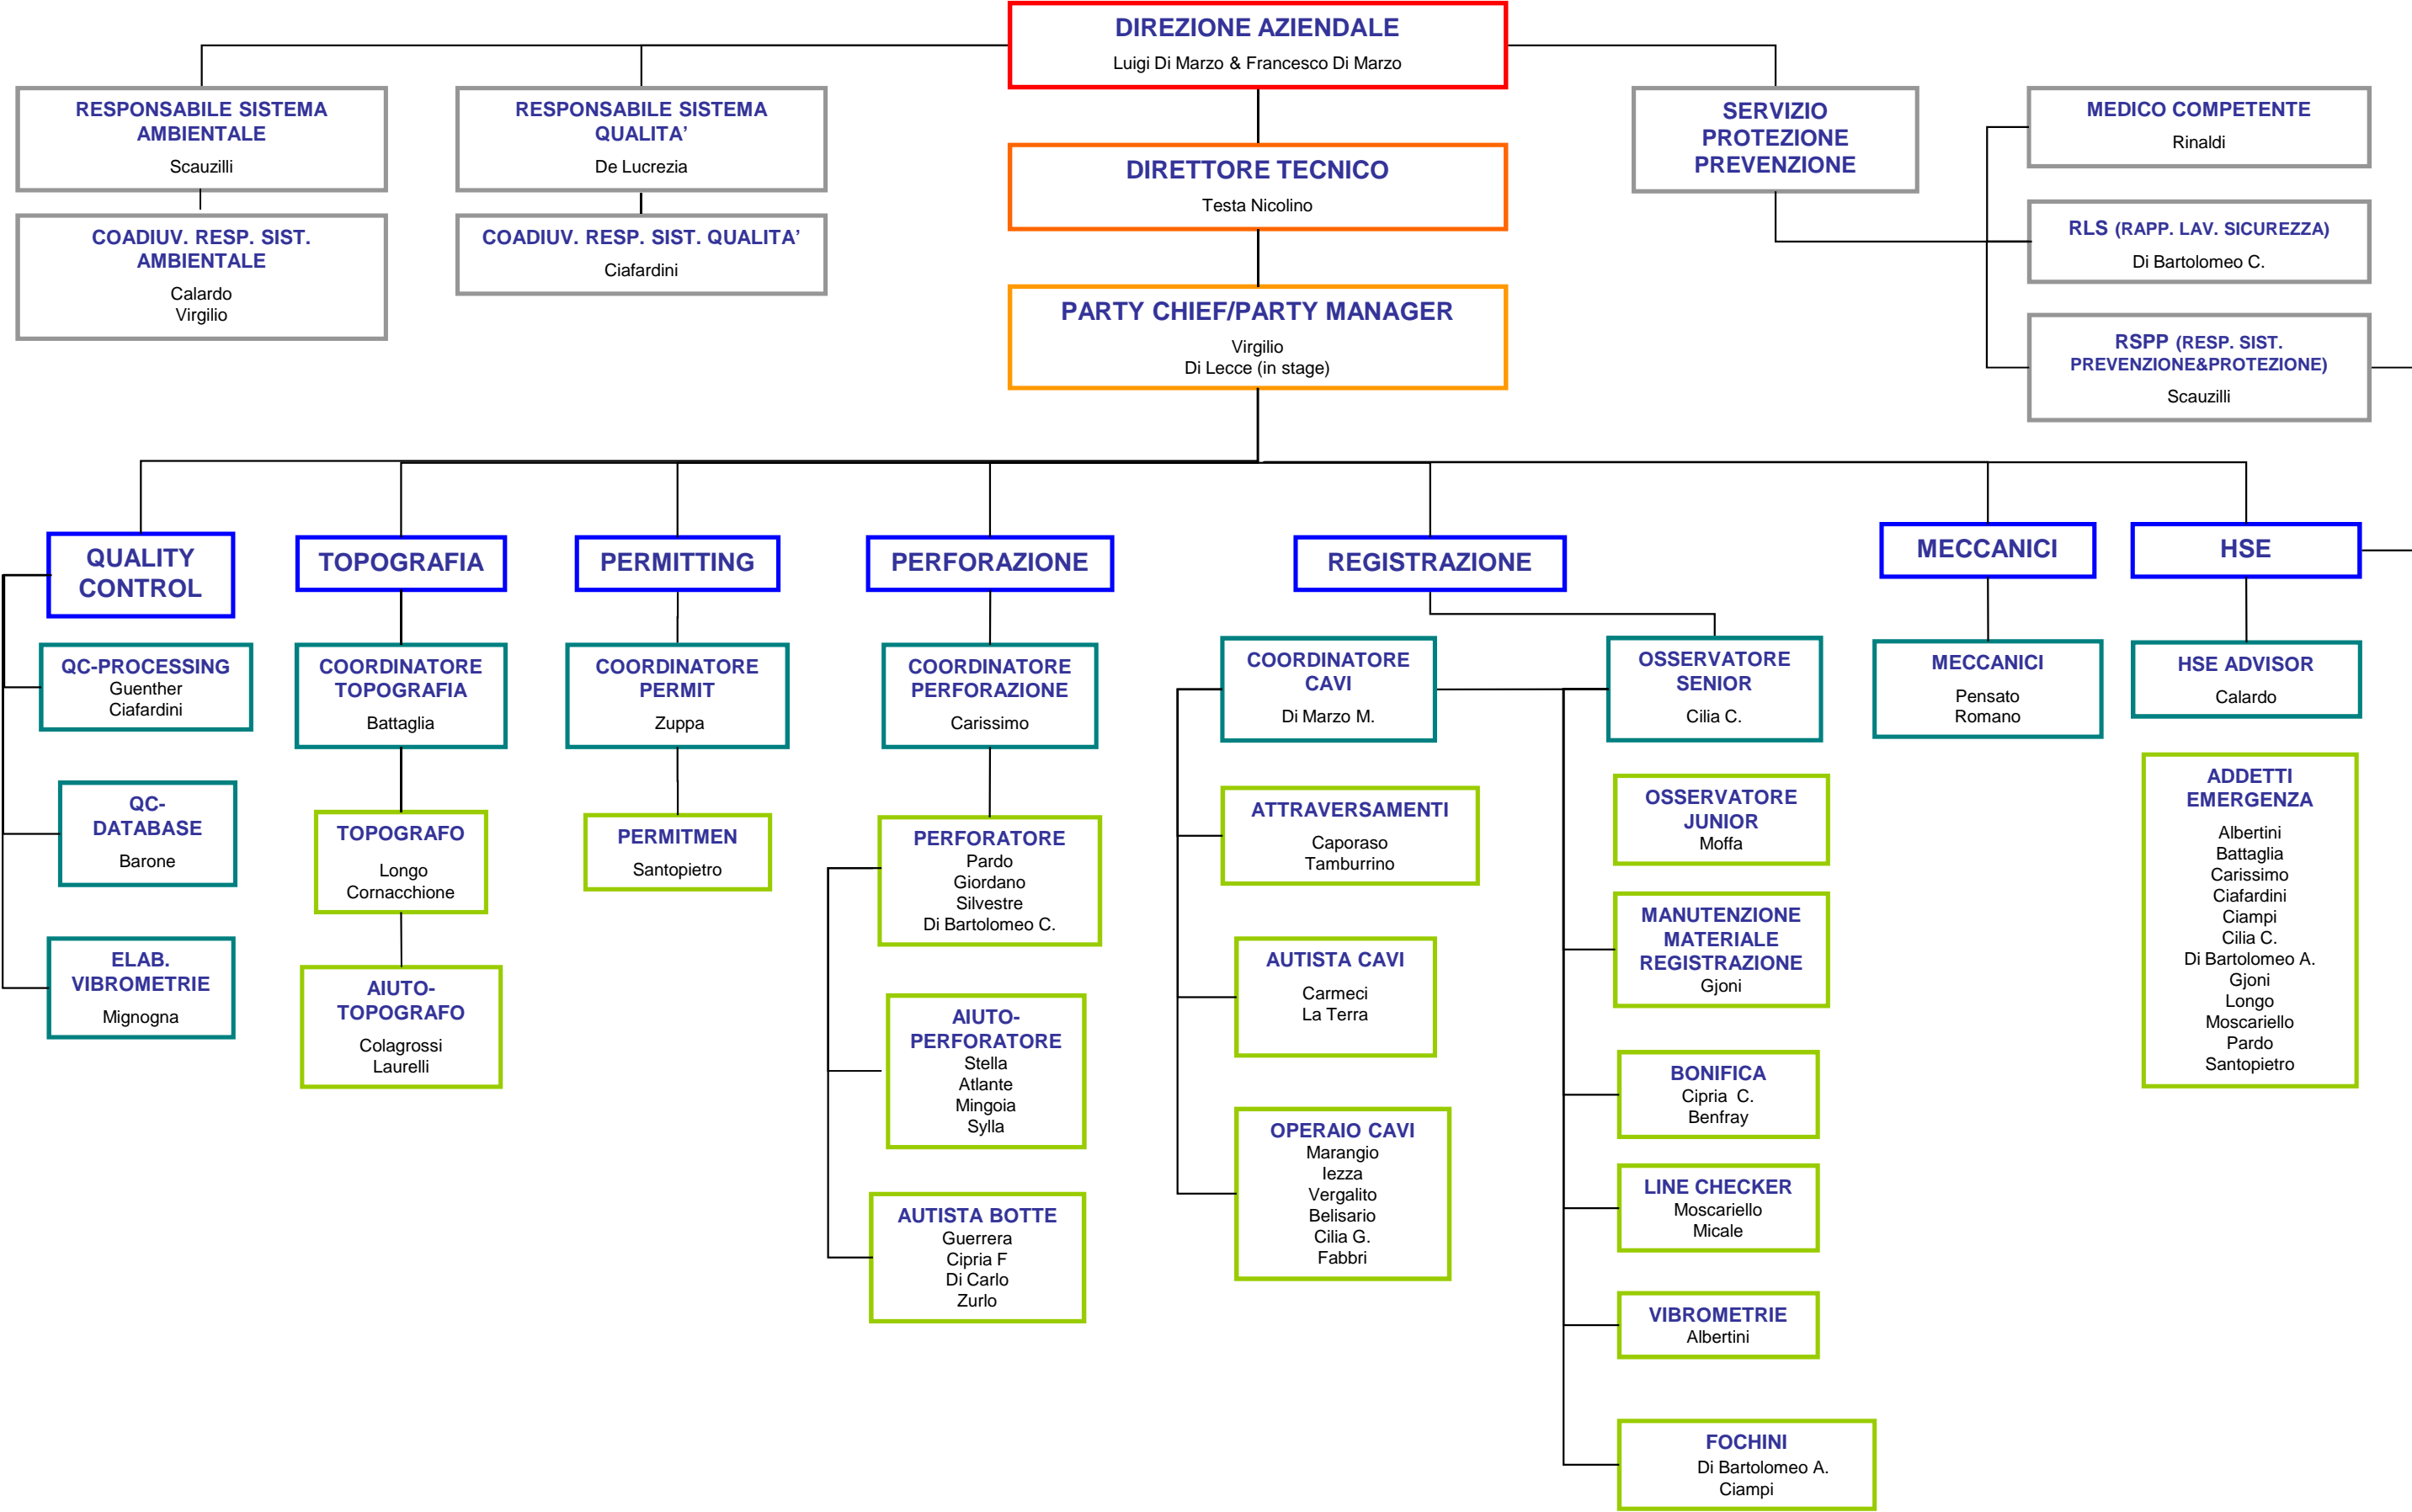 DIREZIONE AZIENDALE
Luigi Di Marzo & Francesco Di Marzo
RESPONSABILE SISTEMA
AMBIENTALE
Scauzilli
RESPONSABILE SISTEMA
QUALITA’
De Lucrezia
COADIUV. RESP. SIST.
AMBIENTALE
Calardo
Virgilio
COADIUV. RESP. SIST. QUALITA’
Ciafardini
DIRETTORE TECNICO
Testa Nicolino
PARTY CHIEF/PARTY MANAGER
Virgilio
Di Lecce (in stage)
SERVIZIO
PROTEZIONE
PREVENZIONE
MEDICO COMPETENTE
Rinaldi
RLS (RAPP. LAV. SICUREZZA)
Di Bartolomeo C.
RSPP (RESP. SIST.
PREVENZIONE&PROTEZIONE)
Scauzilli
QUALITY
CONTROL
QC-PROCESSING
Guenther
Ciafardini
QC-
DATABASE
Barone
ELAB.
VIBROMETRIE
Mignogna
TOPOGRAFIA
COORDINATORE
TOPOGRAFIA
Battaglia
TOPOGRAFO
Longo
Cornacchione
AIUTO-
TOPOGRAFO
Colagrossi
Laurelli
PERMITTING
COORDINATORE
PERMIT
Zuppa
PERMITMEN
Santopietro
PERFORAZIONE
COORDINATORE
PERFORAZIONE
Carissimo
PERFORATORE
Pardo
Giordano
Silvestre
Di Bartolomeo C.
AIUTO-
PERFORATORE
Stella
Atlante
Mingoia
Sylla
AUTISTA BOTTE
Guerrera
Cipria F
Di Carlo
Zurlo
REGISTRAZIONE
COORDINATORE
CAVI
Di Marzo M.
ATTRAVERSAMENTI
Caporaso
Tamburrino
AUTISTA CAVI
Carmeci
La Terra
OPERAIO CAVI
Marangio
Iezza
Vergalito
Belisario
Cilia G.
Fabbri
OSSERVATORE
SENIOR
Cilia C.
OSSERVATORE
JUNIOR
Moffa
MANUTENZIONE
MATERIALE
REGISTRAZIONE
Gjoni
BONIFICA
Cipria C.
Benfray
LINE CHECKER
Moscariello
Micale
VIBROMETRIE
Albertini
FOCHINI
Di Bartolomeo A.
Ciampi
MECCANICI
MECCANICI
Pensato
Romano
HSE
HSE ADVISOR
Calardo
ADDETTI
EMERGENZA
Albertini
Battaglia
Carissimo
Ciafardini
Ciampi
Cilia C.
Di Bartolomeo A.
Gjoni
Longo
Moscariello
Pardo
Santopietro